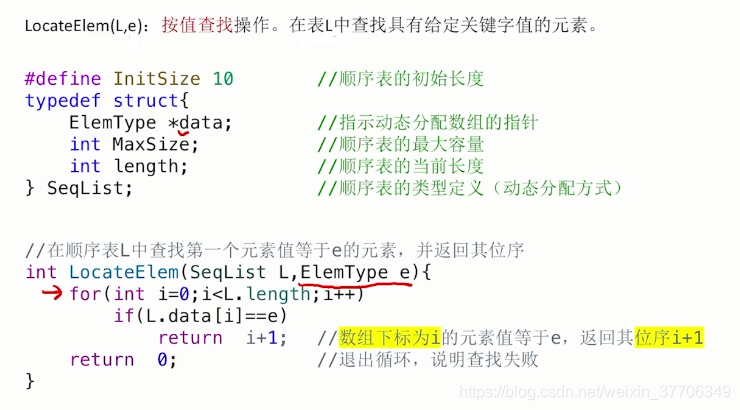 LocateElem(L,e)：按值查找操作。在表L中查找具有给定关键字值的元素。
#define InitSize 10 //顺序表的初始长度
typedef struct{
ElemType *data; //指示动态分配数组的指针
int MaxSize; //顺序表的最大容量
int length; //顺序表的当前长度
} SeqList; //顺序表的类型定义（动态分配方式）
//在顺序表L中查找第一个元素值等于e的元素，并返回其位序
int LocateElem(SeqList L,ElemType e){
for(int i=0;i<L.length;i++)
if(L.data[i]==e)
return i+1; //数组下标为i的元素值等于e，返回其位序i+1
return 0; //退出循环，说明查找失败
}
https://blog.csdn.net/weixin_37706349